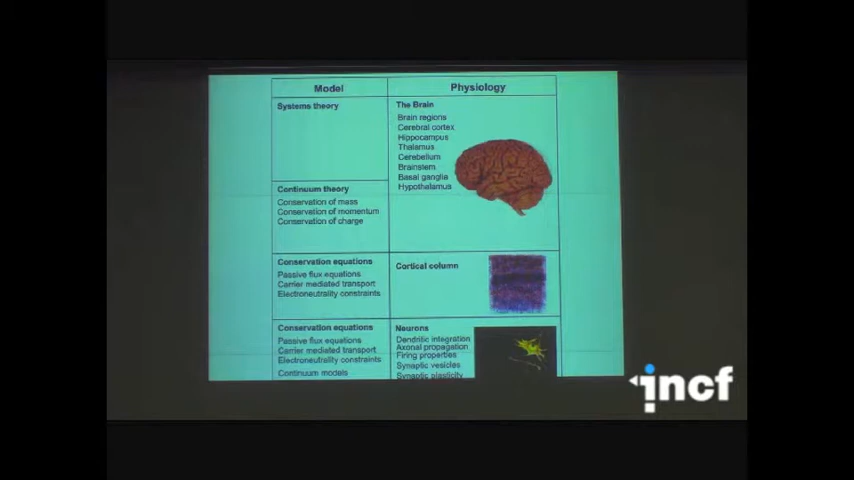 Model
Physiology
Systems theory
The Brain
Brain regions
Cerebral cortex
Hippocampus
Thalamus
Cerebellum
Brainstem
Basal ganglia
Hypothalamus
Continuum theory
Conservation of mass
Conservation of momentum
Conservation of charge
Conservation equations
Passive flux equations
Carrier mediated transport
Electroneutrality constraints
Cortical column
Conservation equations
Passive flux equations
Carrier mediated transport
Electroneutrality constraints
Continuum models
Neurons
Dendritic integration
Axonal propagation
Firing properties
Synaptic vesicles
Synaptic plasticity
incf